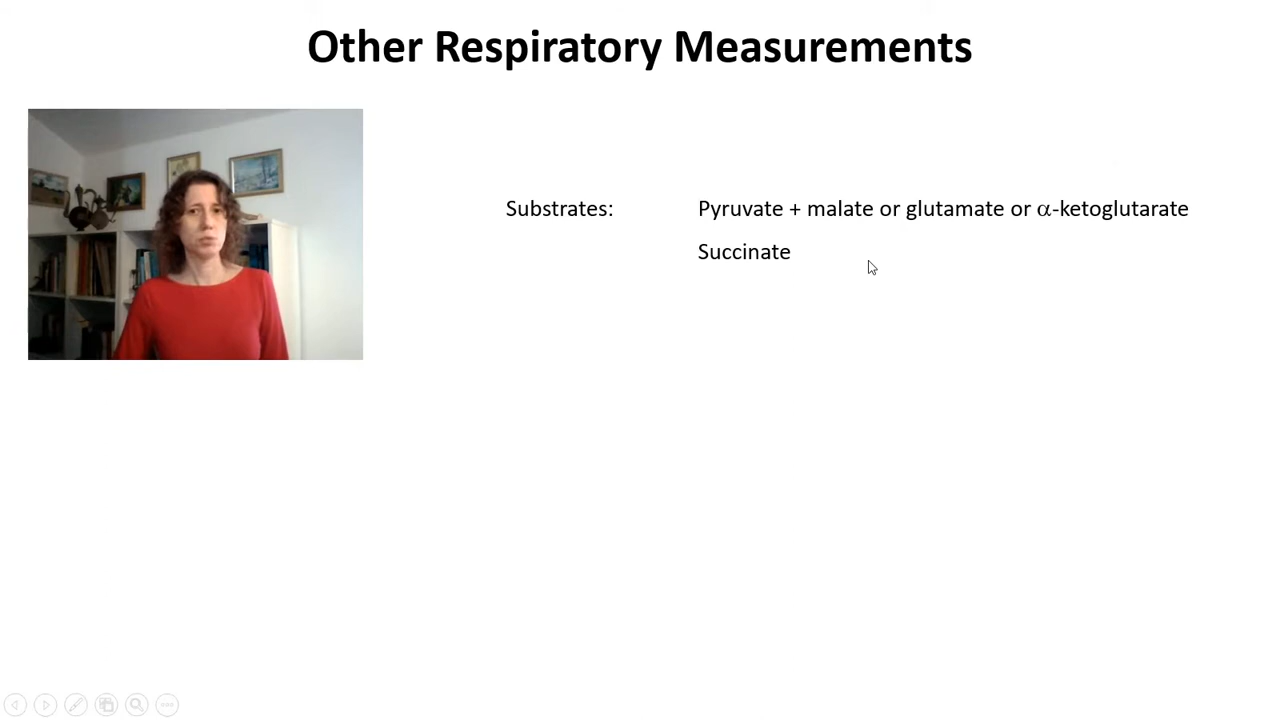 Other Respiratory Measurements
Substrates: Pyruvate + malate or glutamate or α-ketoglutarate
Succinate